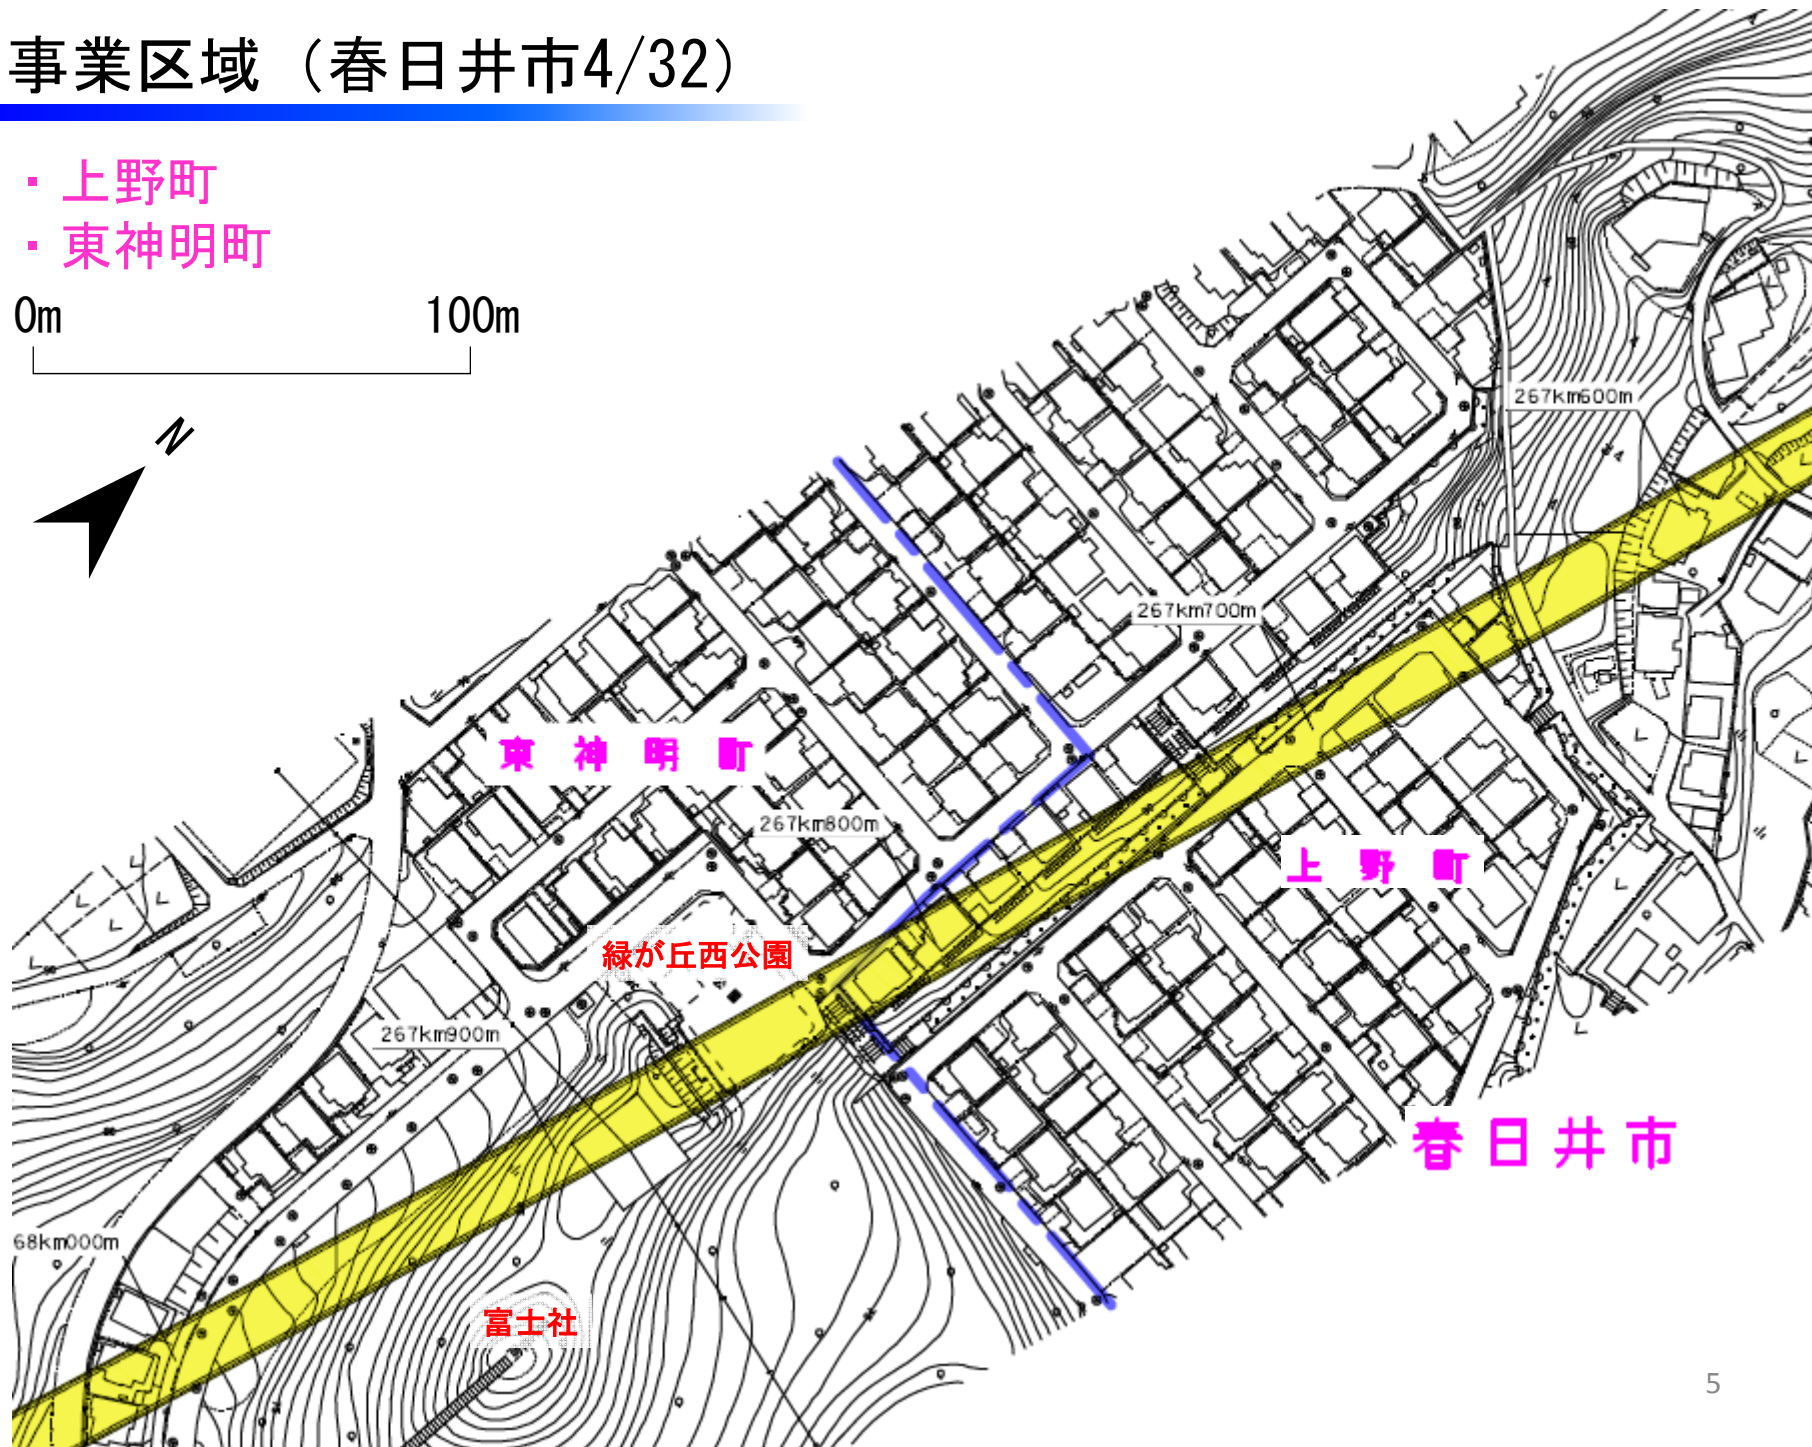 事業区域（春日井市4/32）
・上野町
・東神明町
0m 100m
N
267km600m
267km700m
東神明町
267km800m
上野町
緑が丘西公園
267km900m
春日井市
68km000m
富士社
5